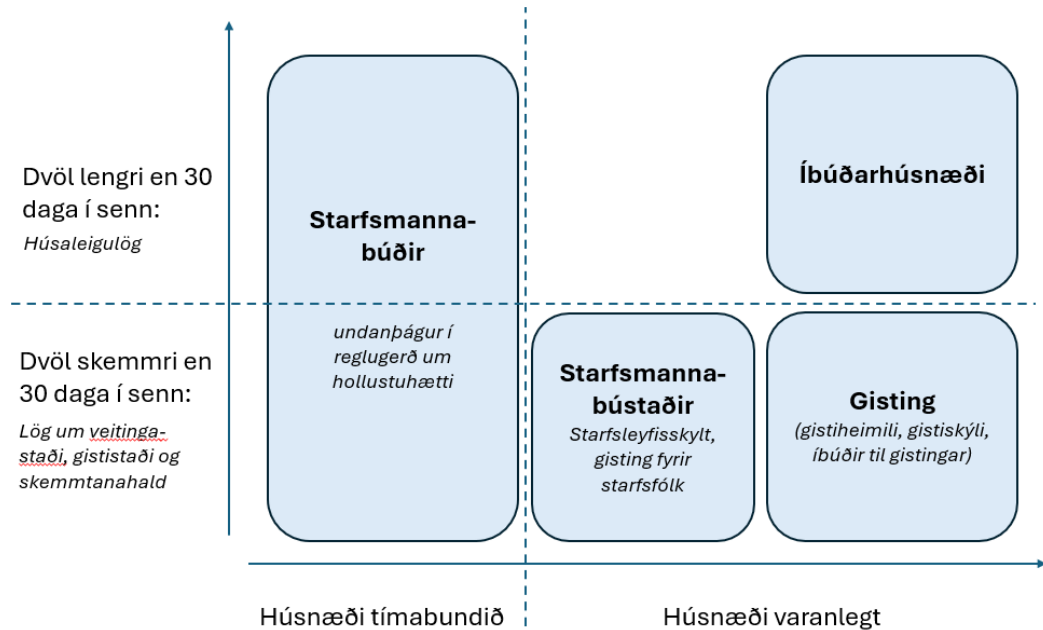 Dvöl lengri en 30
daga í senn:
Húsaleigulög
Starfsmanna-
búðir
Íbúðarhúsnæði
Dvöl skemmri en
30 daga í senn:
Lög um veitinga-
staði, gististaði og
skemmtanahald
undanþágur í
reglugerð um
hollustuhætti
Starfsmanna-
bústaðir
Starfsleyfisskylt,
gisting fyrir
starfsfólk
Gisting
(gistiheimili, gistiskýli,
íbúðir til gistingar)
Húsnæði tímabundið
Húsnæði varanlegt